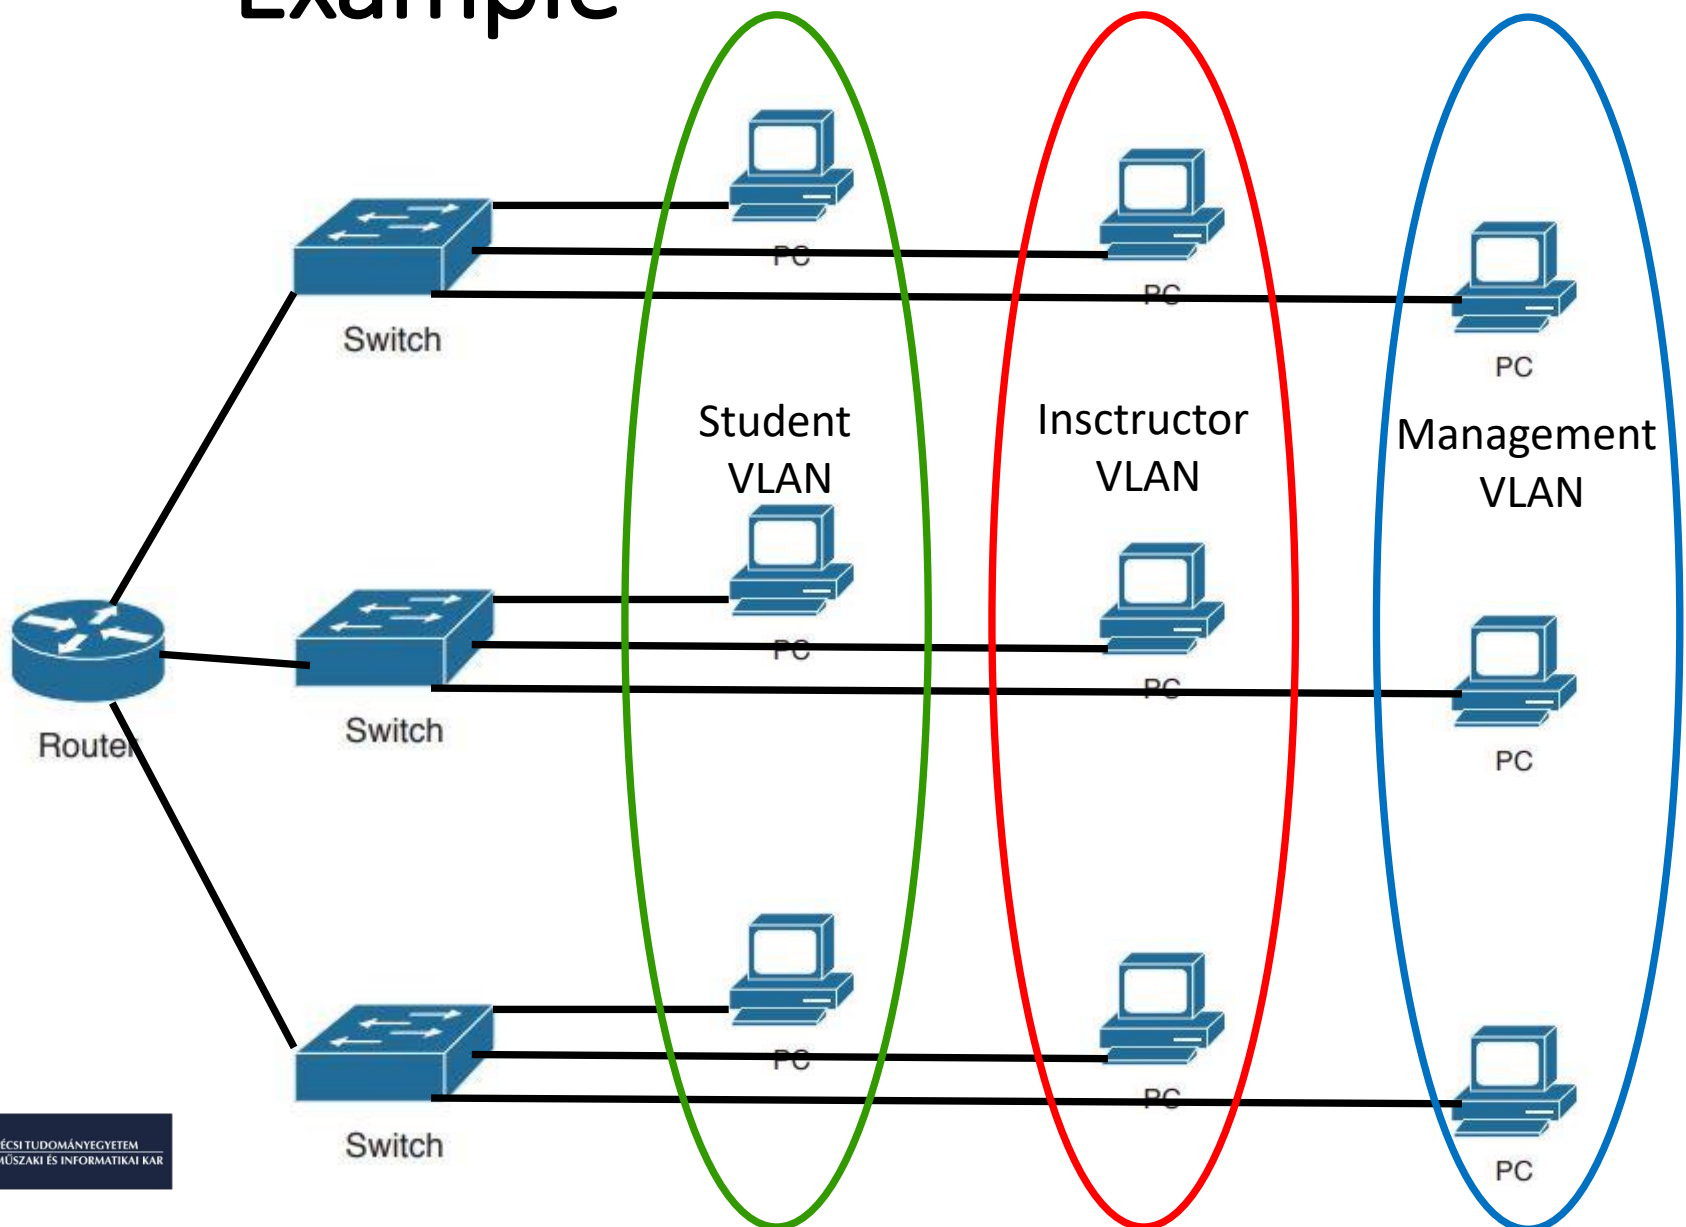 Example
PC
PC
Switch
PC
Student
VLAN
Insctructor
VLAN
Management
VLAN
PC
PC
Switch
Router
PC
PC
PC
Switch
PC
ÉCSI TUDOMÁNYEGYETEM
MŰSZAKI ÉS INFORMATIKAI KAR